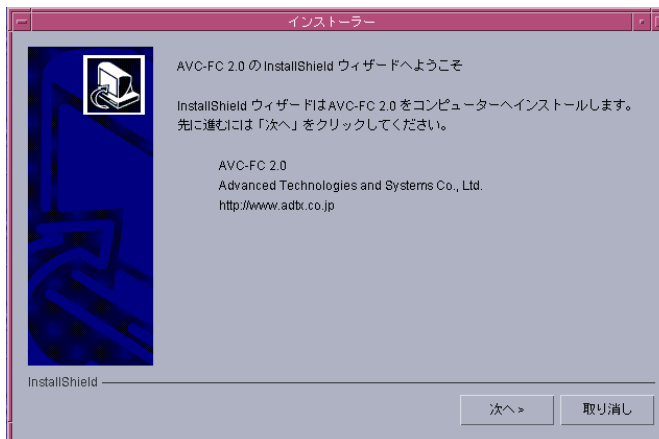 インストーラー
AVC-FC 2.0 の InstallShield ウィザードへようこそ
InstallShield ウィザードはAVC-FC 2.0 をコンピューターへインストールします。
先に進むには「次へ」をクリックしてください。
AVC-FC 2.0
Advanced Technologies and Systems Co., Ltd.
http://www.adtx.co.jp
InstallShield
次へ >
取り消し